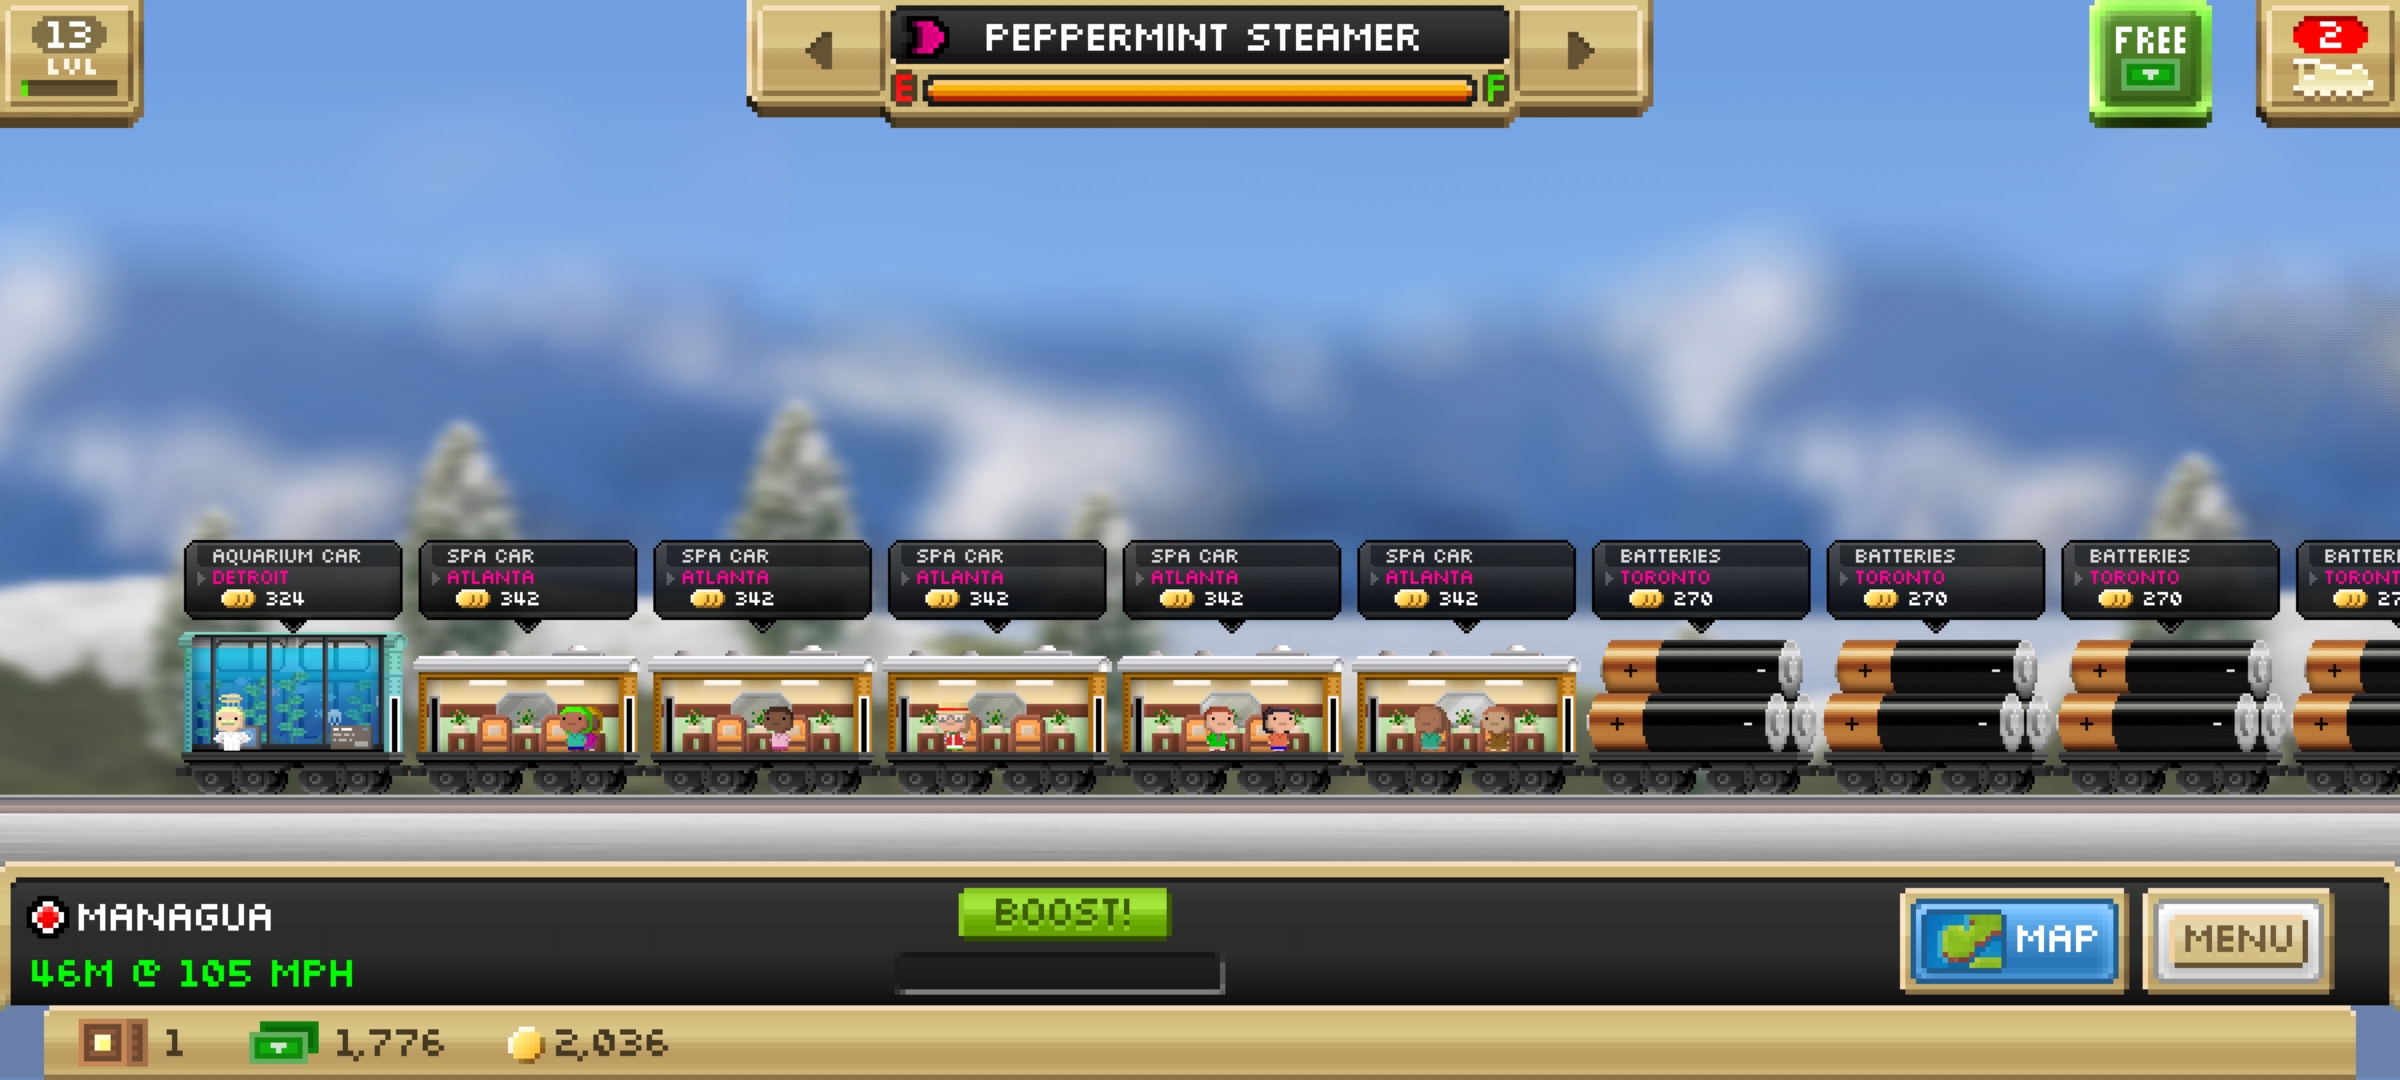 13
LVL
PEPPERMINT STEAMER
E
F
FREE
2
AQUARIUM CAR
DETROIT
324
SPA CAR
ATLANTA
342
SPA CAR
ATLANTA
342
SPA CAR
ATLANTA
342
SPA CAR
ATLANTA
342
SPA CAR
ATLANTA
342
BATTERIES
TORONTO
270
BATTERIES
TORONTO
270
BATTERIES
TORONTO
270
MANAGUA
46M @ 105 MPH
BOOST!
MAP
MENU
1
1,776
2,036